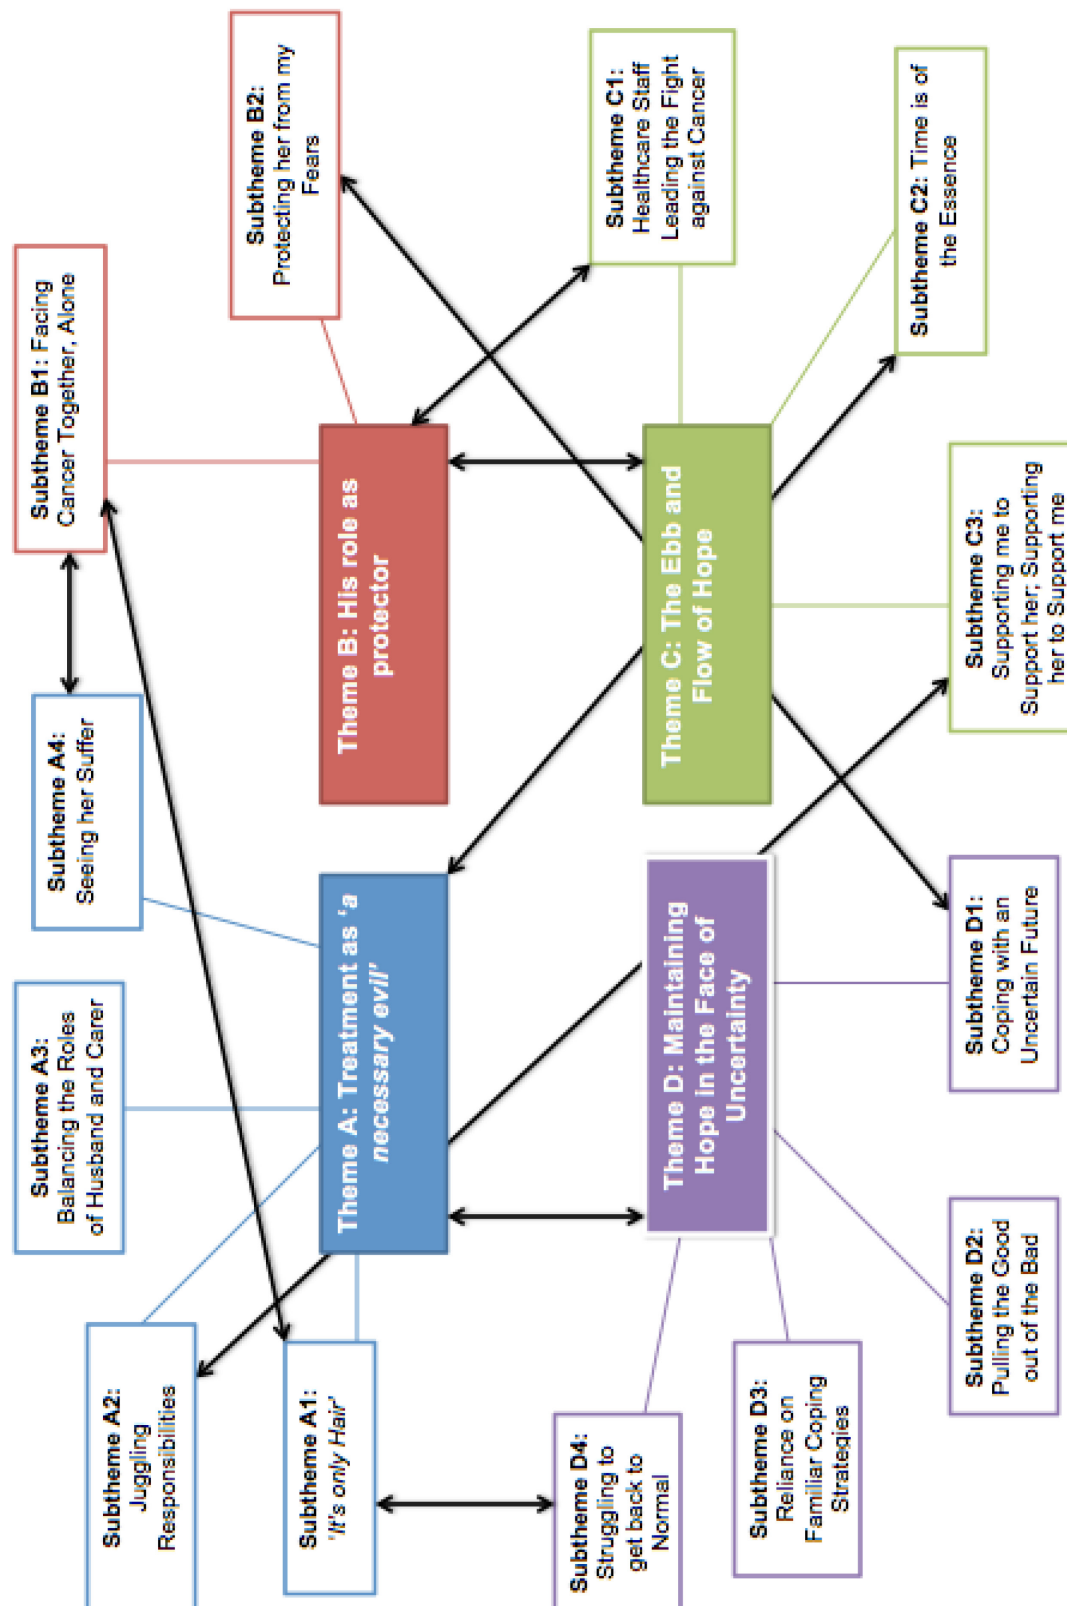 Subtheme A2:
Juggling
Responsibilities
Subtheme A3:
Balancing the Roles
of Husband and Carer
Subtheme A4:
Seeing her Suffer
Subtheme B1: Facing
Cancer Together, Alone
Subtheme A1:
'It's only Hair'
Subtheme B2:
Protecting her from my
Fears
Theme A: Treatment as 'a
necessary evil'
Theme B: His role as
protector
Subtheme D4:
Struggling to
get back to
Normal
Subtheme C1:
Healthcare Staff
Leading the Fight
against Cancer
Theme D: Maintaining
Hope in the Face of
Uncertainty
Theme C: The Ebb and
Flow of Hope
Subtheme D3:
Reliance on
Familiar Coping
Strategies
Subtheme C2: Time is of
the Essence
Subtheme D2:
Pulling the Good
out of the Bad
Subtheme D1:
Coping with an
Uncertain Future
Subtheme C3:
Supporting me to
Support her; Supporting
her to Support me